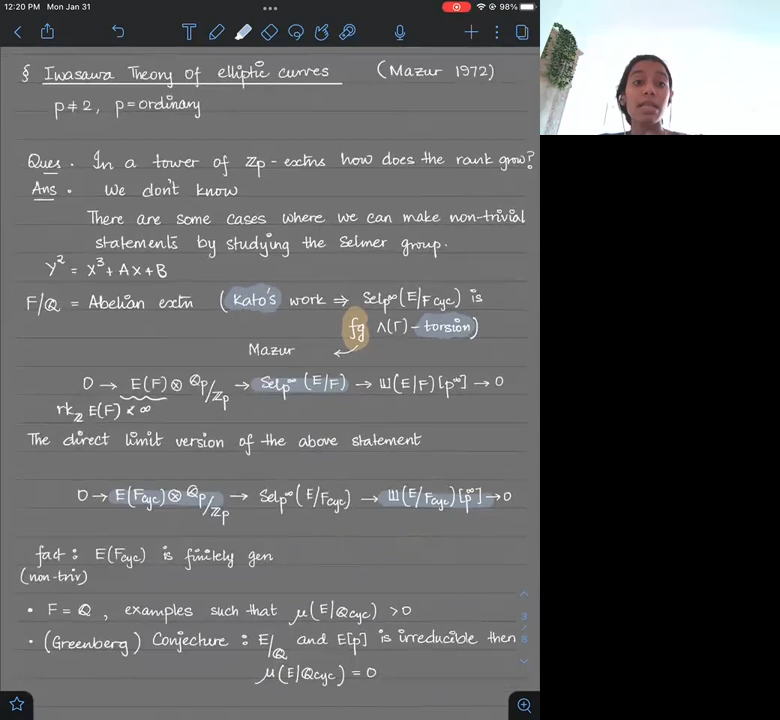 12:20 PM Mon Jan 31
98%
§ Iwasawa Theory of elliptic curves (Mazur 1972)
p ≠ 2, p = ordinary
Ques. In a tower of ℤp - extns how does the rank grow?
Ans. We don't know
There are some cases where we can make non-trivial
statements by studying the Selmer group.
Y² = X³ + AX + B
F/ℚ = Abelian extn (Kato's work ⇒ Selp∞(E/Fcyc) is
fg Λ(Γ) - torsion)
Mazur
0 → E(F) ⊗ ℚp/ℤp → Selp∞(E/F) → Ш(E/F)[p∞] → 0
rkℤ E(F) < ∞
The direct limit version of the above statement
0 → E(Fcyc) ⊗ ℚp/ℤp → Selp∞(E/Fcyc) → Ш(E/Fcyc)[p∞] → 0
fact : E(Fcyc) is finitely gen
(non-triv)
• F = ℚ, examples such that μ(E/ℚcyc) > 0
• (Greenberg) Conjecture : E/ℚ and E[p] is irreducible then
μ(E/ℚcyc) = 0
3/8